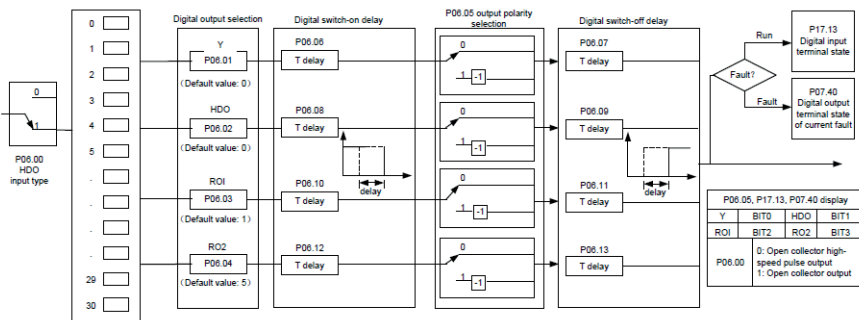 0
1
P06.00
HDO
input type
0
1
2
3
4
5
.
.
.
.
29
30
Digital output selection
Y
P06.01
(Default value: 0)
HDO
P06.02
(Default value: 0)
ROI
P06.03
(Default value: 1)
RO2
P06.04
(Default value: 5)
Digital switch-on delay
P06.06
T delay
P06.08
T delay
delay
P06.10
T delay
P06.12
T delay
P06.05 output polarity
selection
0
1
-1
0
1
-1
0
1
-1
0
1
-1
Digital switch-off delay
P06.07
T delay
P06.09
T delay
delay
P06.11
T delay
P06.13
T delay
Run
Fault?
Fault
P17.13
Digital input
terminal state
P07.40
Digital output
terminal state
of current fault
P06.05, P17.13, P07.40 display
Y BIT0 HDO BIT1
ROI BIT2 RO2 BIT3
P06.00
0: Open collector high-
speed pulse output
1: Open collector output